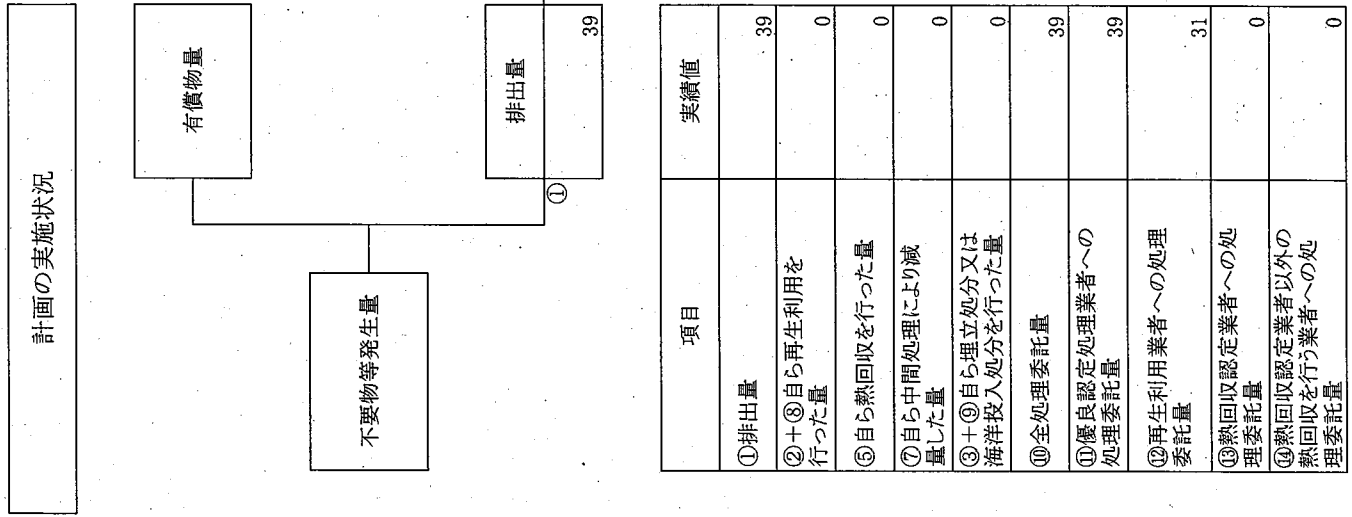 計画の実施状況
有償物量
不要物等発生量
排出量
①
39
項目
実績値
①排出量
39
②+⑧自ら再生利用を
行った量
0
⑤自ら熱回収を行った量
0
⑦自ら中間処理により減
量した量
0
③+⑨自ら埋立処分又は
海洋投入処分を行った量
0
⑩全処理委託量
39
⑪優良認定処理業者への
処理委託量
39
⑫再生利用業者への処理
委託量
31
⑬熱回収認定業者への処
理委託量
0
⑭熱回収認定業者以外の
熱回収を行う業者への処
理委託量
0